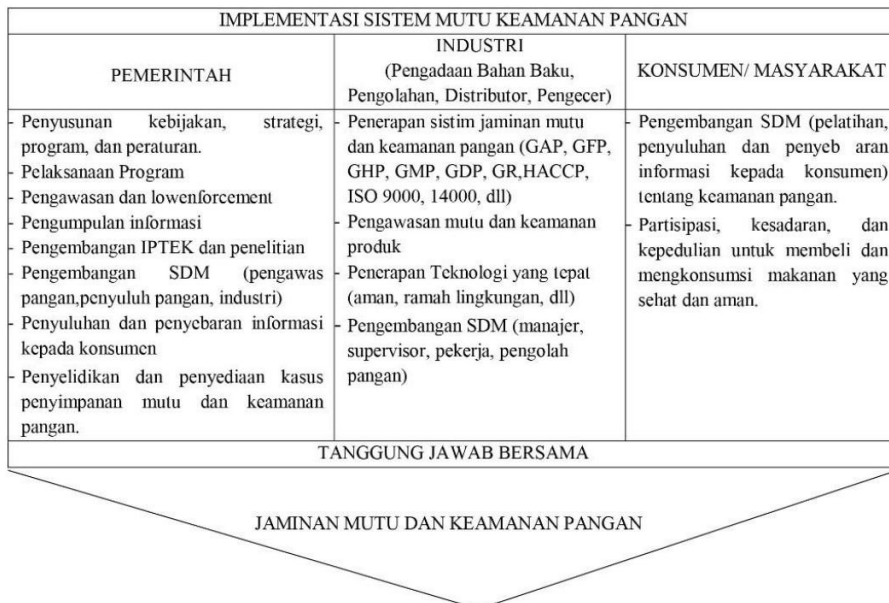 IMPLEMENTASI SISTEM MUTU KEAMANAN PANGAN
PEMERINTAH
- Penyusunan kebijakan, strategi,
program, dan peraturan.
- Pelaksanaan Program
- Pengawasan dan lowenforcement
- Pengumpulan informasi
- Pengembangan IPTEK dan penelitian
- Pengembangan SDM (pengawas
pangan,penyuluh pangan, industri)
- Penyuluhan dan penyebaran informasi
kepada konsumen
- Penyelidikan dan penyediaan kasus
penyimpanan mutu dan keamanan
pangan.
INDUSTRI
(Pengadaan Bahan Baku,
Pengolahan, Distributor, Pengecer)
- Penerapan sistim jaminan mutu
dan keamanan pangan (GAP, GFP,
GHP, GMP, GDP, GR,HACCP,
ISO 9000, 14000, dll)
- Pengawasan mutu dan keamanan
produk
- Penerapan Teknologi yang tepat
(aman, ramah lingkungan, dll)
- Pengembangan SDM (manajer,
supervisor, pekerja, pengolah
pangan)
KONSUMEN/ MASYARAKAT
- Pengembangan SDM (pelatihan,
penyuluhan dan penyeb aran
informasi kepada konsumen)
tentang keamanan pangan.
- Partisipasi, kesadaran, dan
kepedulian untuk membeli dan
mengkonsumsi makanan yang
sehat dan aman.
TANGGUNG JAWAB BERSAMA
JAMINAN MUTU DAN KEAMANAN PANGAN